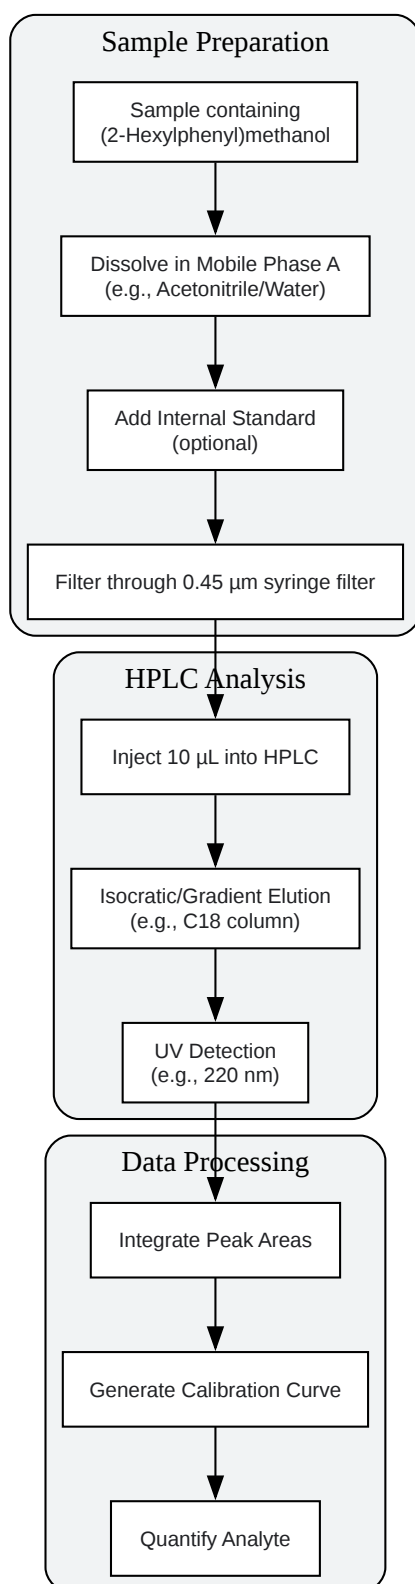 Sample Preparation
Sample containing
(2-Hexylphenyl)methanol
Dissolve in Mobile Phase A
(e.g., Acetonitrile/Water)
Add Internal Standard
(optional)
Filter through 0.45 µm syringe filter
HPLC Analysis
Inject 10 µL into HPLC
Isocratic/Gradient Elution
(e.g., C18 column)
UV Detection
(e.g., 220 nm)
Data Processing
Integrate Peak Areas
Generate Calibration Curve
Quantify Analyte